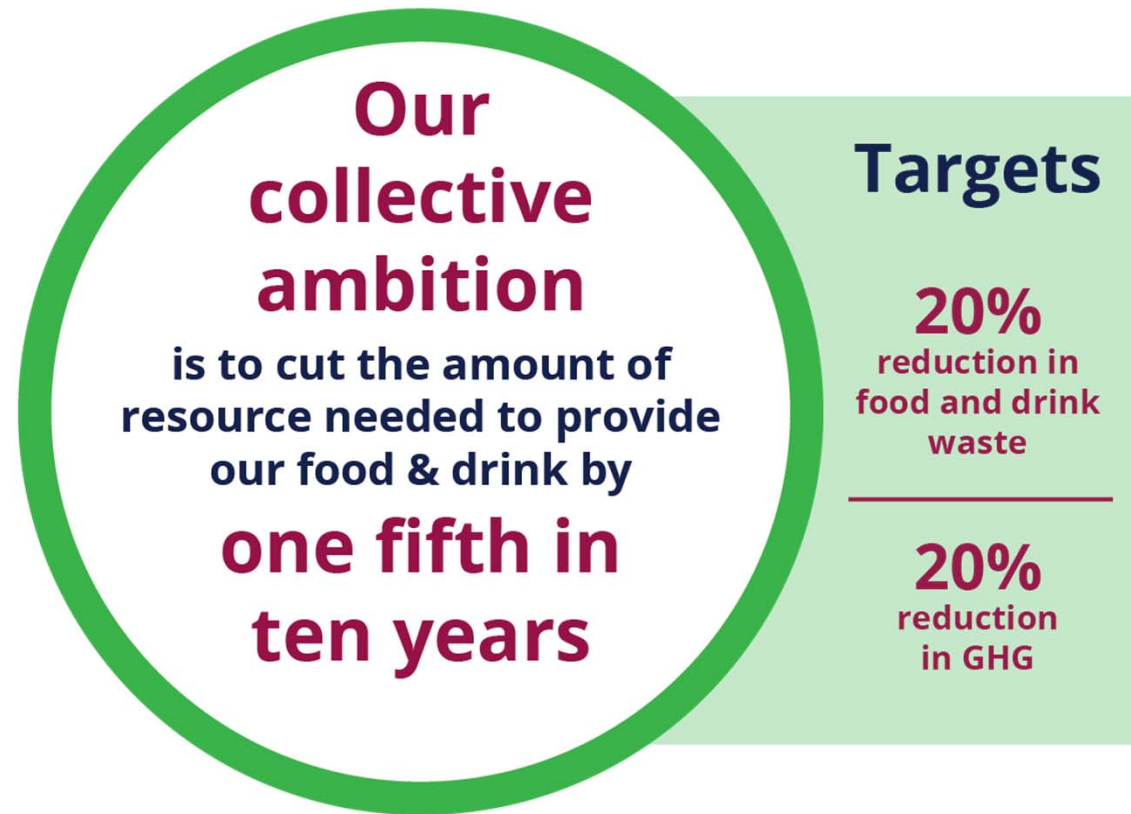 Our
collective
ambition
is to cut the amount of
resource needed to provide
our food & drink by
one fifth in
ten years
Targets
20%
reduction in
food and drink
waste
20%
reduction
in GHG